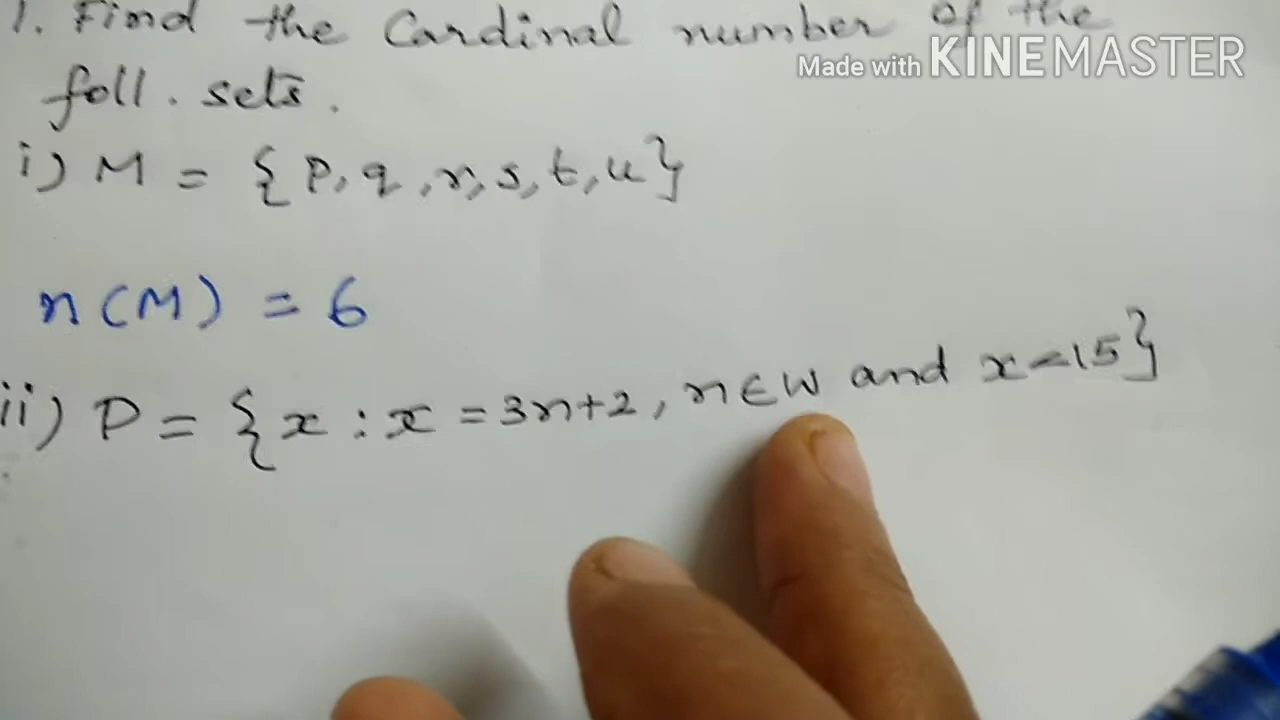 1. Find the Cardinal number of the
Made with KINEMASTER
foll. sets.
i) M = {P, q, r, s, t, u}
n(M) = 6
ii) P = {x : x = 3n+2, n∈W and x<15}